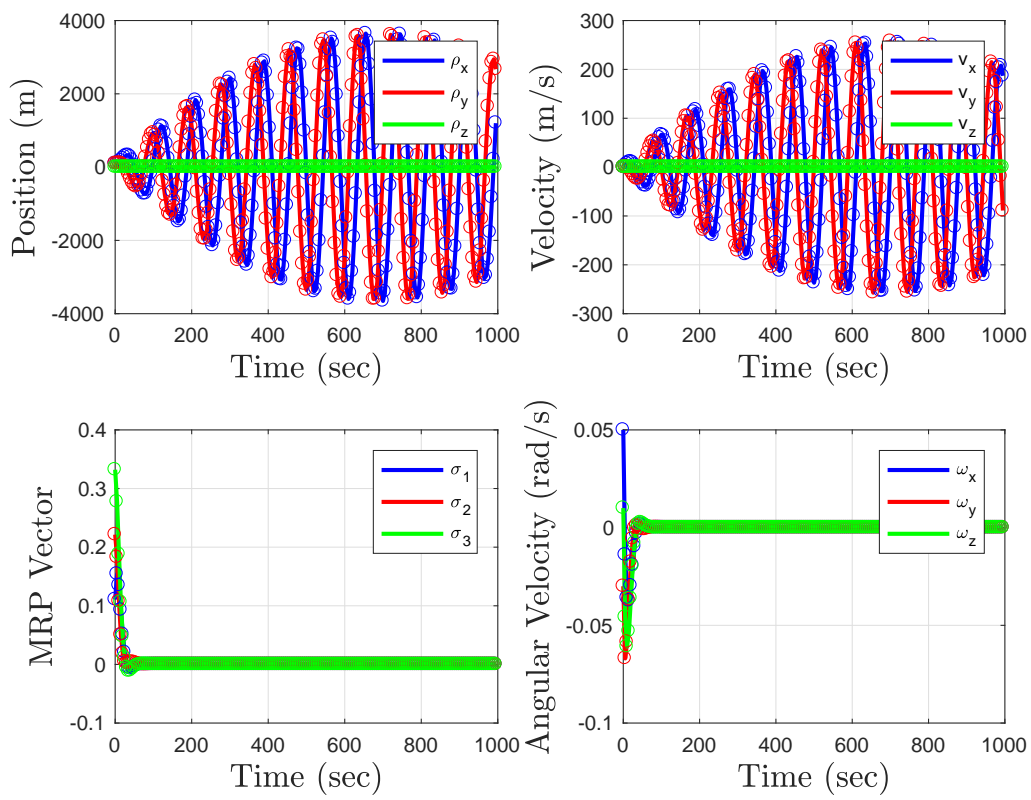 4000
2000
0
-2000
-4000
Position (m)
0 200 400 600 800 1000
Time (sec)
ρx
ρy
ρz
300
200
100
0
-100
-200
-300
Velocity (m/s)
0 200 400 600 800 1000
Time (sec)
vx
vy
vz
0.4
0.3
0.2
0.1
0
-0.1
MRP Vector
0 200 400 600 800 1000
Time (sec)
σ1
σ2
σ3
0.05
0
-0.05
-0.1
Angular Velocity (rad/s)
0 200 400 600 800 1000
Time (sec)
ωx
ωy
ωz